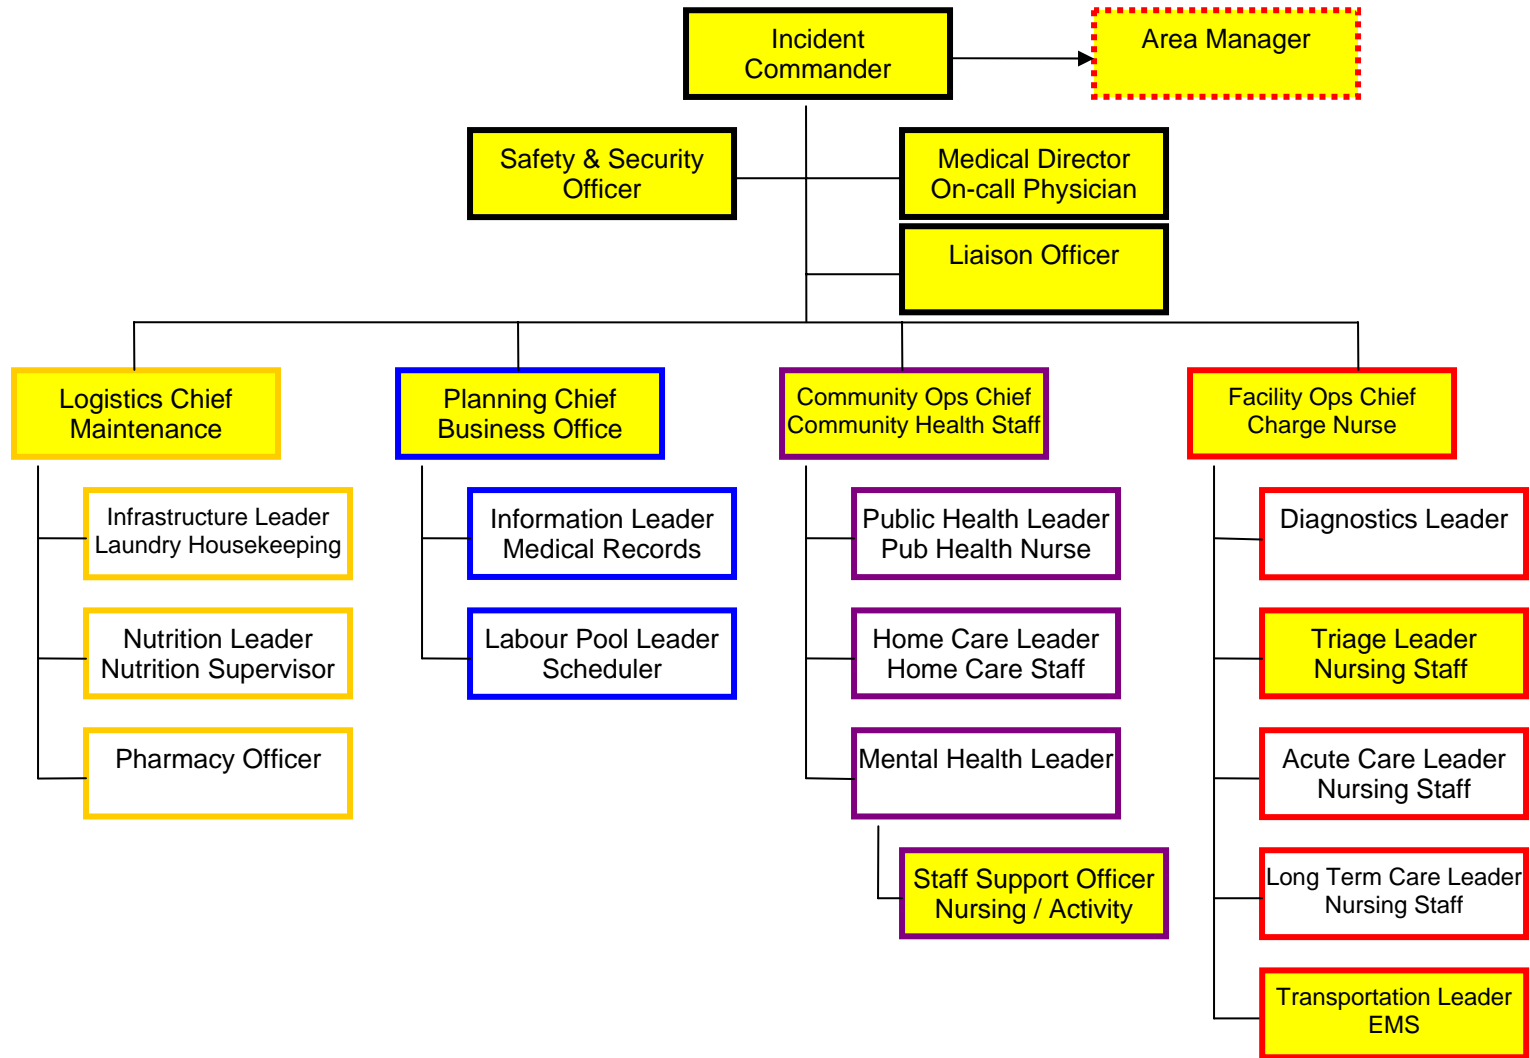 Incident
Commander
Area Manager
Safety & Security
Officer
Medical Director
On-call Physician
Liaison Officer
Logistics Chief
Maintenance
Planning Chief
Business Office
Community Ops Chief
Community Health Staff
Facility Ops Chief
Charge Nurse
Infrastructure Leader
Laundry Housekeeping
Nutrition Leader
Nutrition Supervisor
Pharmacy Officer
Information Leader
Medical Records
Labour Pool Leader
Scheduler
Public Health Leader
Pub Health Nurse
Home Care Leader
Home Care Staff
Mental Health Leader
Staff Support Officer
Nursing / Activity
Diagnostics Leader
Triage Leader
Nursing Staff
Acute Care Leader
Nursing Staff
Long Term Care Leader
Nursing Staff
Transportation Leader
EMS